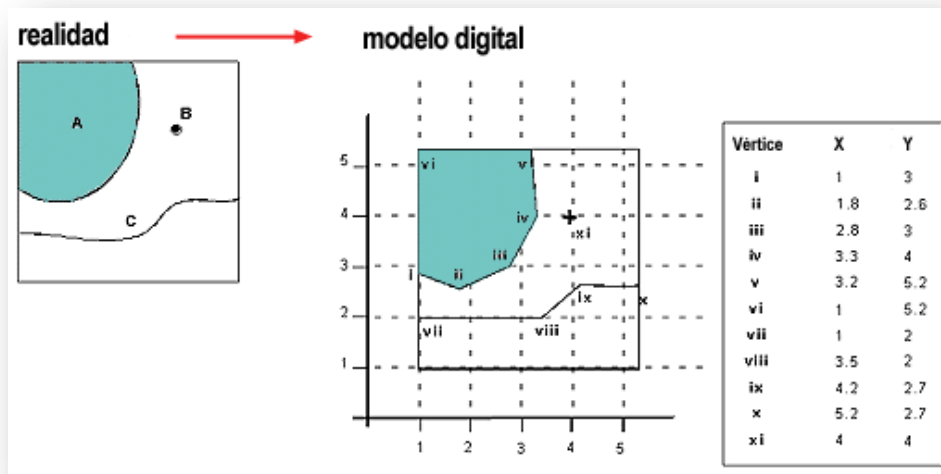 realidad
modelo digital
A
B
C
5
4
3
2
1
1 2 3 4 5
vi
v
iv
xi
iii
i
ii
ix
x
vii
viii
Vèrtice X Y
i 1 3
ii 1.8 2.6
iii 2.8 3
iv 3.3 4
v 3.2 5.2
vi 1 5.2
vii 1 2
viii 3.5 2
ix 4.2 2.7
x 5.2 2.7
xi 4 4